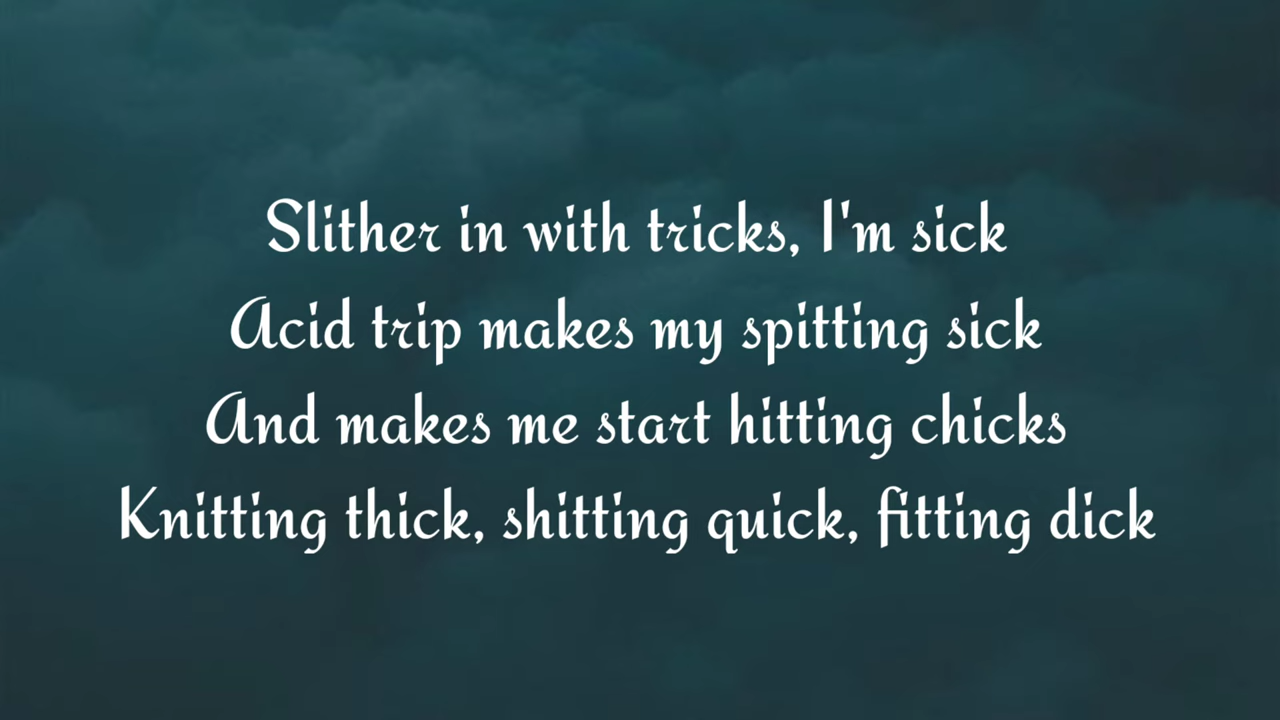 Slither in with tricks, I'm sick
Acid trip makes my spitting sick
And makes me start hitting chicks
Knitting thick, shitting quick, fitting dick